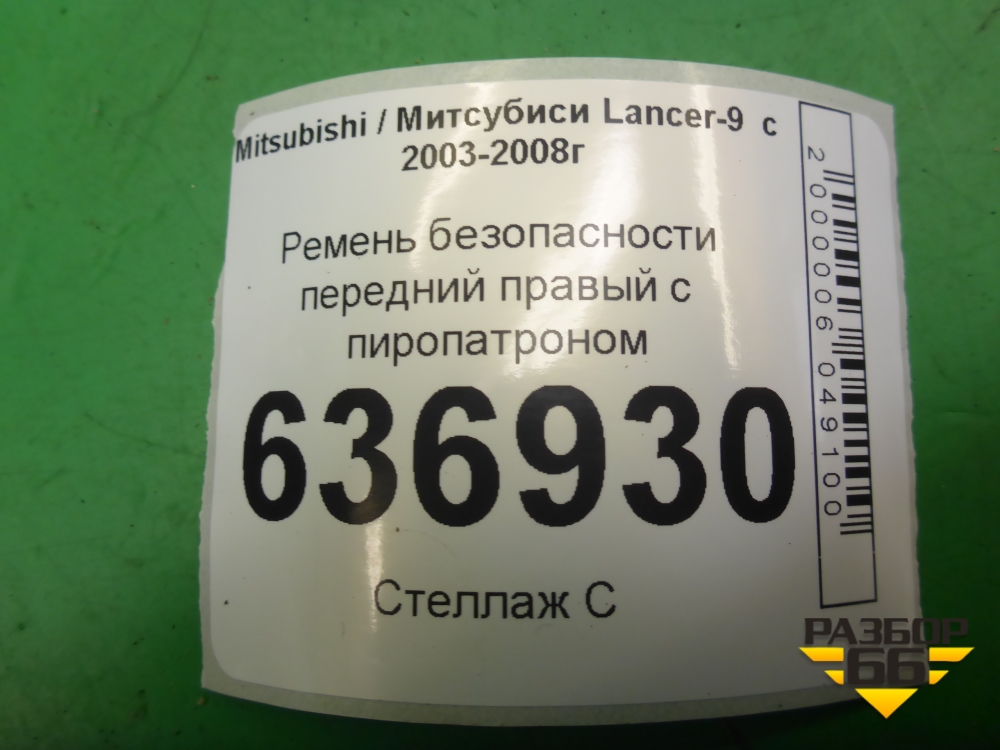 Mitsubishi / Митсубиси Lancer-9 с
2003-2008г
Ремень безопасности
передний правый с
пиропатроном
636930
Стеллаж С
2000006049100
РАЗБОР
66